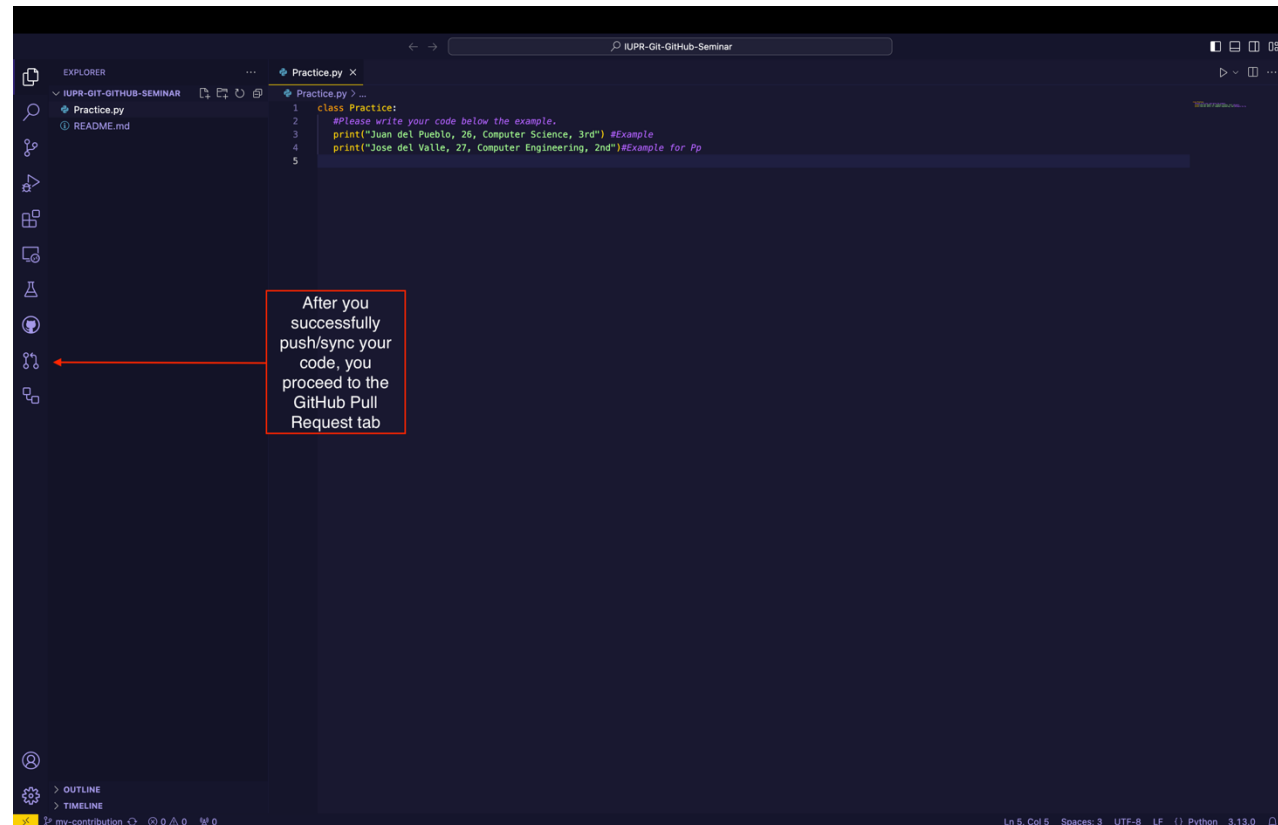 IUPR-Git-GitHub-Seminar
EXPLORER
Practice.py
IUPR-GIT-GITHUB-SEMINAR
Practice.py > ...
Practice.py
README.md
1 class Practice:
2 #Please write your code below the example.
3 print("Juan del Pueblo, 26, Computer Science, 3rd") #Example
4 print("Jose del Valle, 27, Computer Engineering, 2nd")#Example for Pp
5
After you
successfully
push/sync your
code, you
proceed to the
GitHub Pull
Request tab
> OUTLINE
> TIMELINE
my-contribution 0 0 0
Ln 5, Col 5 Spaces: 3 UTF-8 LF {} Python 3.13.0